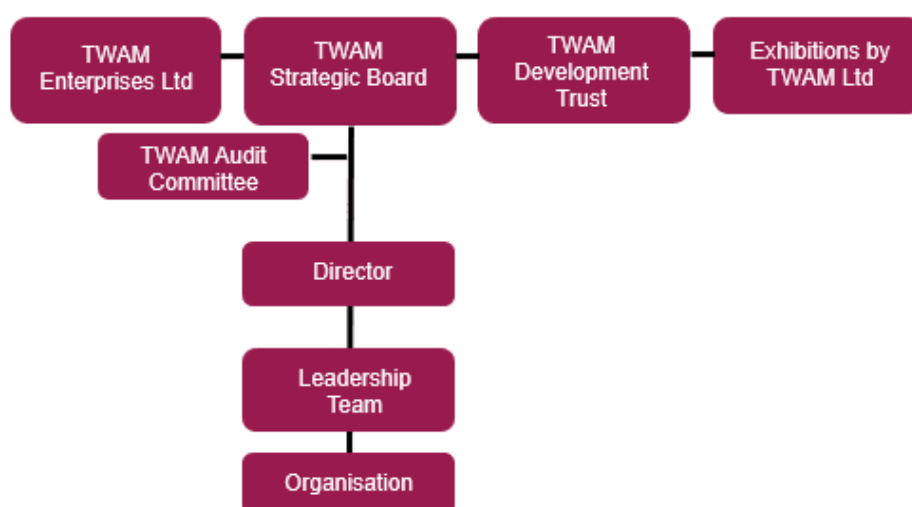 TWAM
Enterprises Ltd
TWAM
Strategic Board
TWAM
Development
Trust
Exhibitions by
TWAM Ltd
TWAM Audit
Committee
Director
Leadership
Team
Organisation